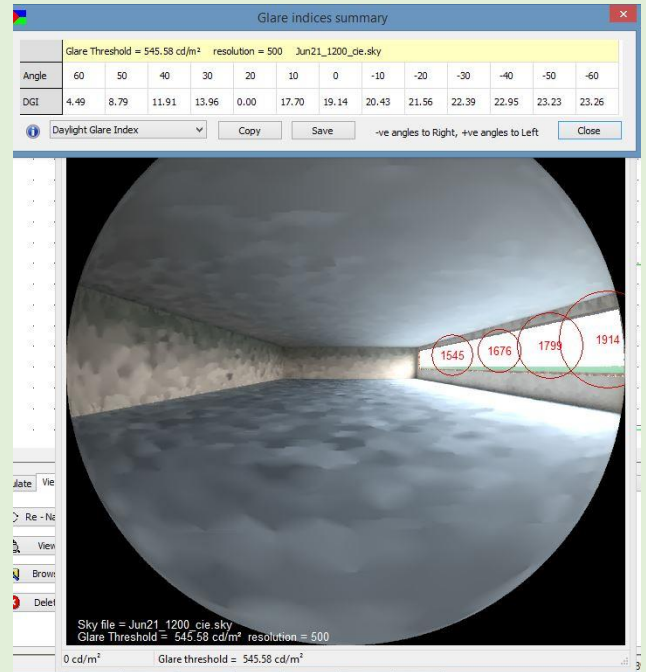 Glare indices summary
Glare Threshold = 545.58 cd/m² resolution = 500 Jun21_1200_cie.sky
Angle 60 50 40 30 20 10 0 -10 -20 -30 -40 -50 -60
DGI 4.49 8.79 11.91 13.96 0.00 17.70 19.14 20.43 21.56 22.39 22.95 23.23 23.26
Daylight Glare Index Copy Save -ve angles to Right, +ve angles to Left Close
1545 1676 1799 1914
ulate Vie
Re - Na
View
Brows
Delet
Sky file = Jun21_1200_cie.sky
Glare Threshold = 545.58 cd/m² resolution = 500
0 cd/m² Glare threshold = 545.58 cd/m²